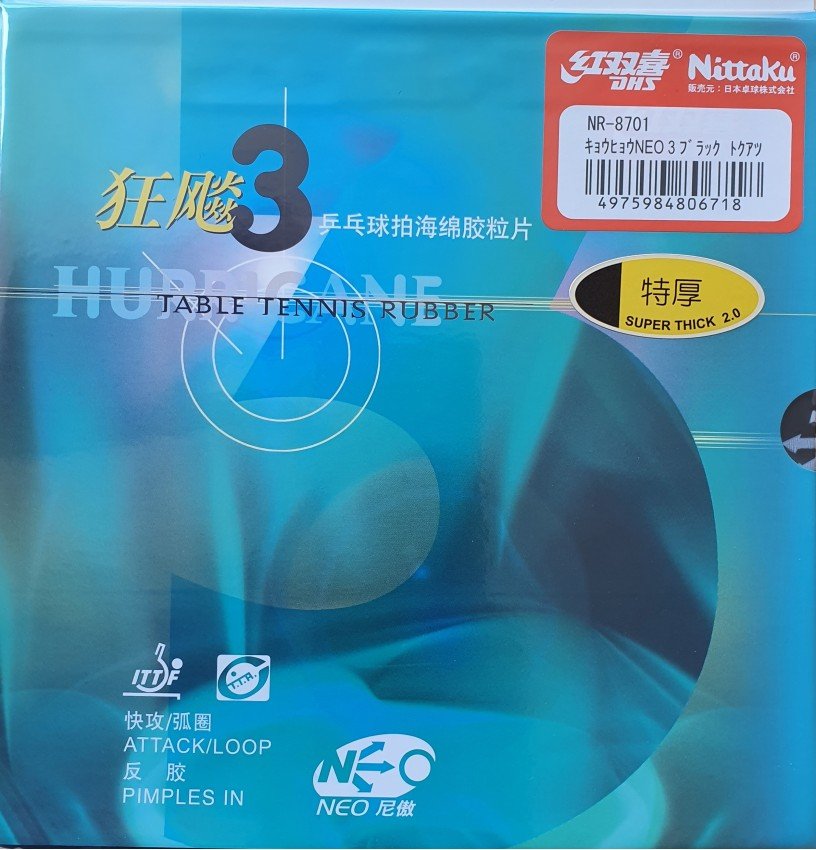 红双喜® Nittaku®
DHS 販売元：日本卓球株式会社
NR-8701
ｷｮｳﾋｮｳNEO 3 ﾌﾞﾗｯｸ ﾄｸｱﾂ
4975984806718
狂飚3 乒乓球拍海绵胶粒片
HURRICANE
TABLE TENNIS RUBBER
特厚
SUPER THICK 2.0
ITTF
T.T.A.
快攻/弧圈
ATTACK/LOOP
反 胶
PIMPLES IN
NEO
NEO 尼傲